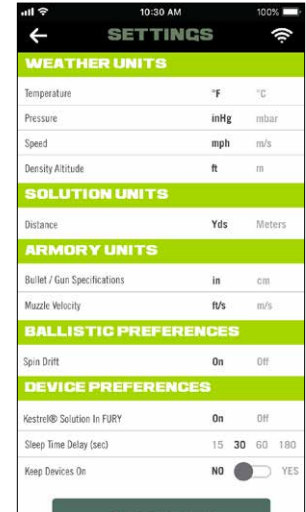 10:30 AM 100%
SETTINGS
WEATHER UNITS
Temperature °F °C
Pressure inHg mbar
Speed mph m/s
Density Altitude ft m
SOLUTION UNITS
Distance Yds Meters
ARMORY UNITS
Bullet / Gun Specifications in cm
Muzzle Velocity ft/s m/s
BALLISTIC PREFERENCES
Spin Drift On Off
DEVICE PREFERENCES
Kestrel® Solution In FURY On Off
Sleep Time Delay (sec) 15 30 60 180
Keep Devices On NO YES